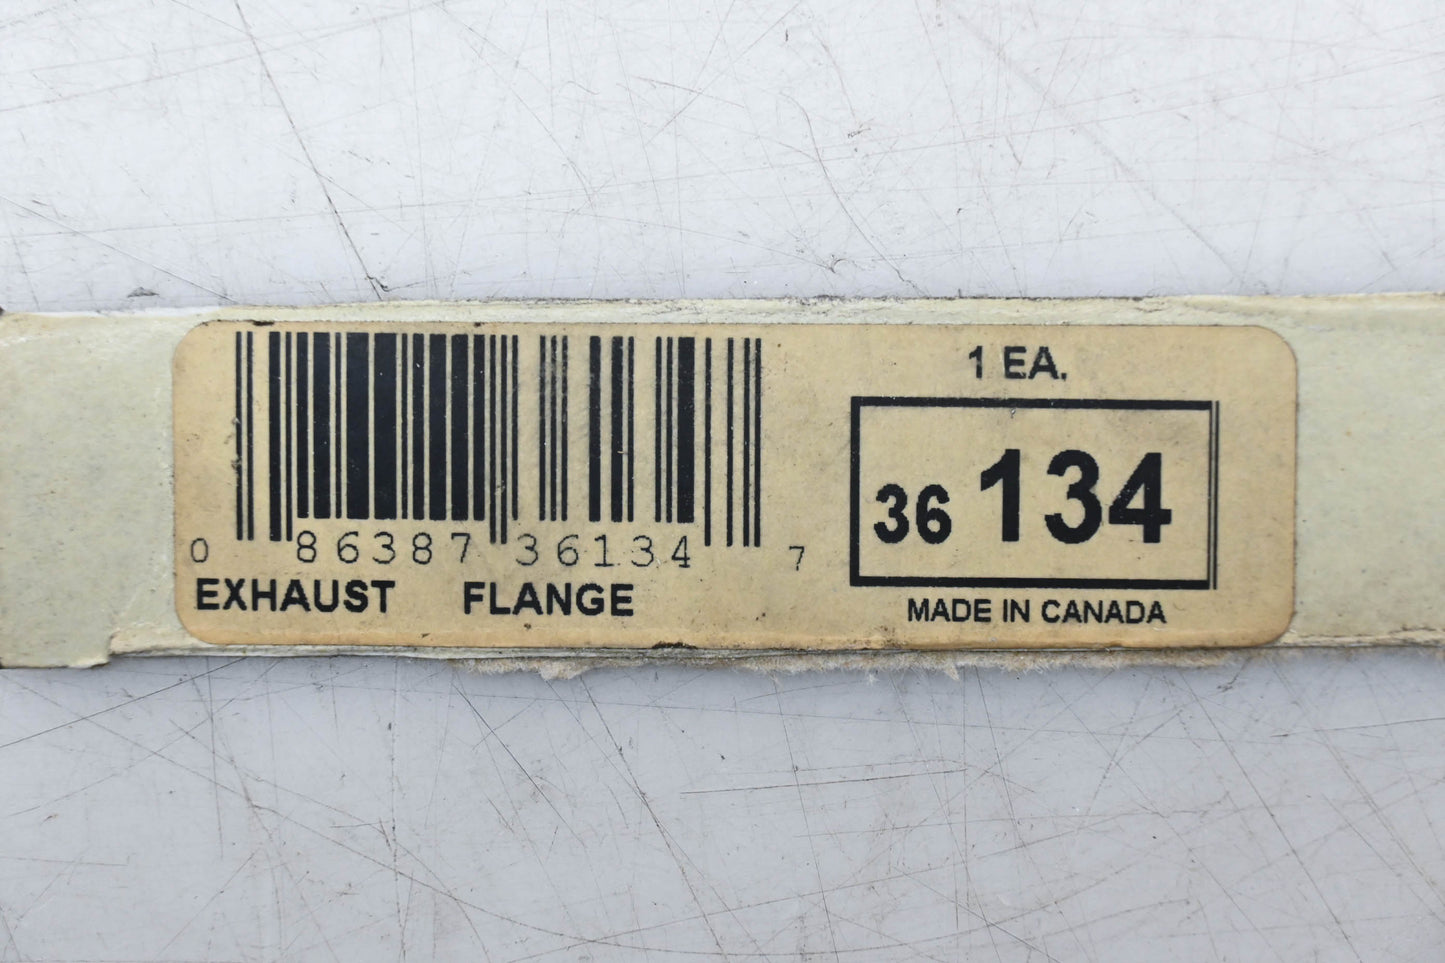 1 EA.
36 134
0 86387 36134 7
EXHAUST FLANGE
MADE IN CANADA